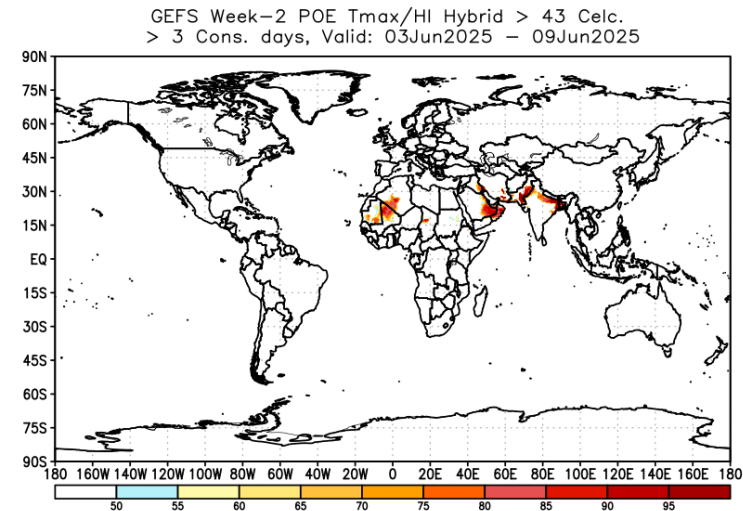 GEFS Week-2 POE Tmax/HI Hybrid > 43 Celc.
> 3 Cons. days, Valid: 03Jun2025 - 09Jun2025
90N
75N
60N
45N
30N
15N
EQ
15S
30S
45S
60S
75S
90S
180 160W 140W 120W 100W 80W 60W 40W 20W 0 20E 40E 60E 80E 100E 120E 140E 160E 180
50 55 60 65 70 75 80 85 90 95